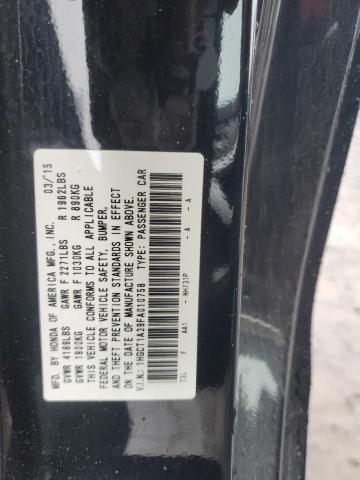 MFD. BY HONDA OF AMERICA MFG., INC. 03/'15
GVWR 4189LBS GAWR F 2271LBS R 1962LBS
GVWR 1900KG GAWR F 1030KG R 890KG
THIS VEHICLE CONFORMS TO ALL APPLICABLE
FEDERAL MOTOR VEHICLE SAFETY, BUMPER,
AND THEFT PREVENTION STANDARDS IN EFFECT
ON THE DATE OF MANUFACTURE SHOWN ABOVE.
V.I.N.: 1HGCT1A39FA010758 TYPE: PASSENGER CAR
T3L F AA1 - NH731P - A - A